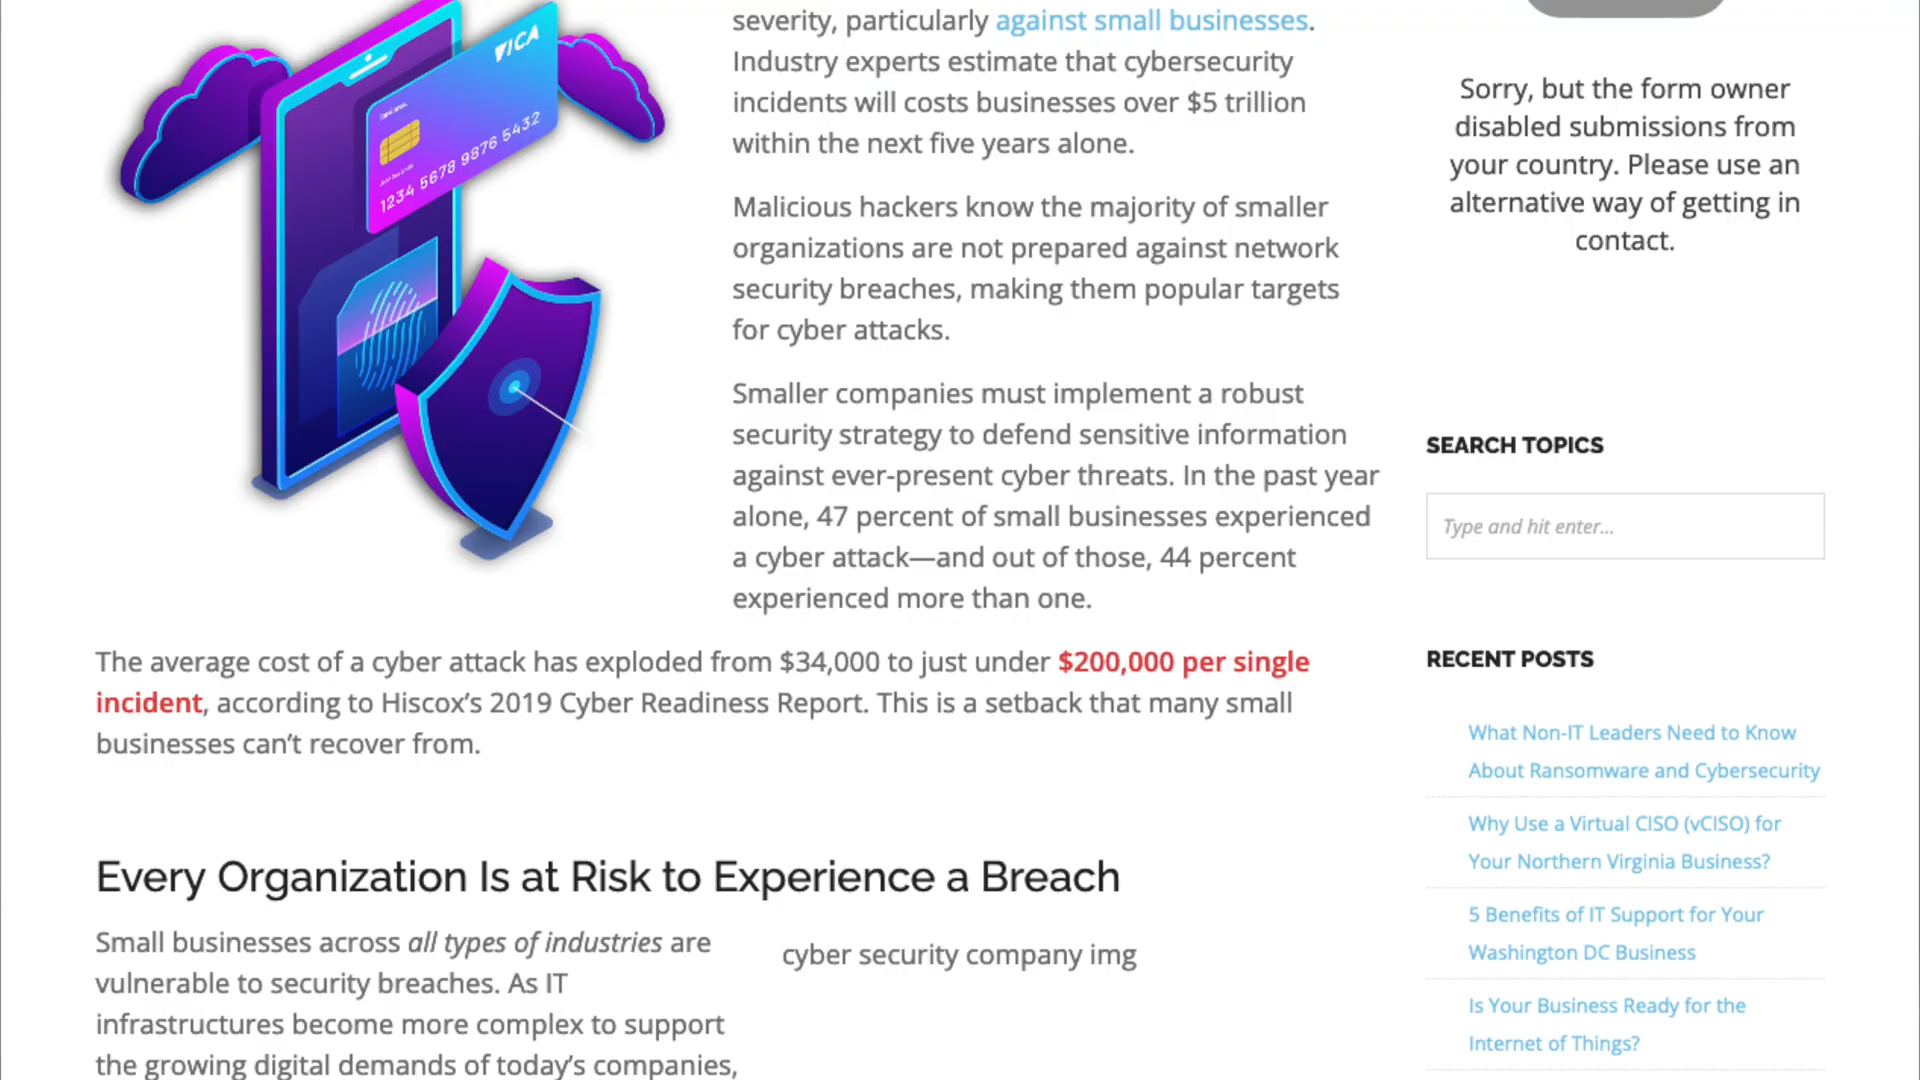 VICA
1234 5678 9876 5432
severity, particularly against small businesses.
Industry experts estimate that cybersecurity
incidents will costs businesses over $5 trillion
within the next five years alone.
Malicious hackers know the majority of smaller
organizations are not prepared against network
security breaches, making them popular targets
for cyber attacks.
Smaller companies must implement a robust
security strategy to defend sensitive information
against ever-present cyber threats. In the past year
alone, 47 percent of small businesses experienced
a cyber attack—and out of those, 44 percent
experienced more than one.
The average cost of a cyber attack has exploded from $34,000 to just under $200,000 per single
incident, according to Hiscox’s 2019 Cyber Readiness Report. This is a setback that many small
businesses can’t recover from.
Every Organization Is at Risk to Experience a Breach
Small businesses across all types of industries are
vulnerable to security breaches. As IT
infrastructures become more complex to support
the growing digital demands of today’s companies,
cyber security company img
Sorry, but the form owner
disabled submissions from
your country. Please use an
alternative way of getting in
contact.
SEARCH TOPICS
Type and hit enter...
RECENT POSTS
What Non-IT Leaders Need to Know
About Ransomware and Cybersecurity
Why Use a Virtual CISO (vCISO) for
Your Northern Virginia Business?
5 Benefits of IT Support for Your
Washington DC Business
Is Your Business Ready for the
Internet of Things?